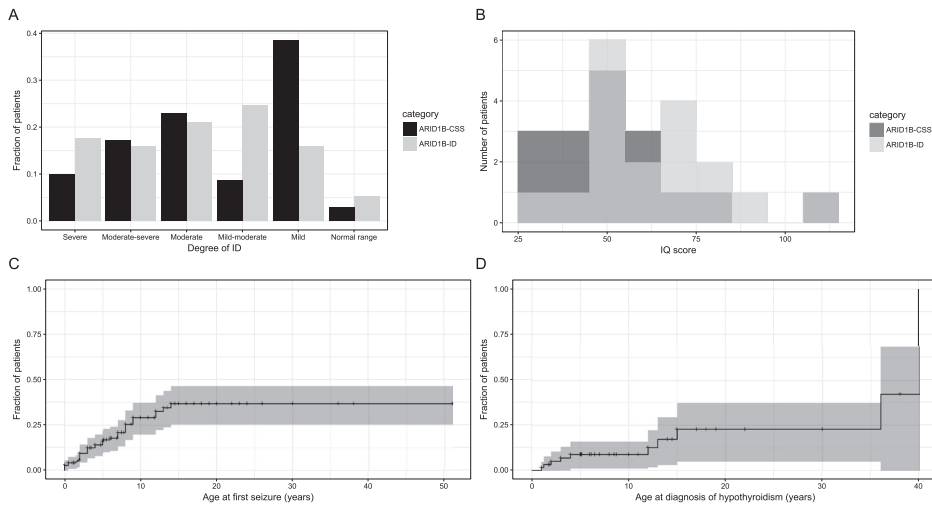 A
Fraction of patients
0.4
0.3
0.2
0.1
0.0
Severe Moderate-severe Moderate Mild-moderate Mild Normal range
Degree of ID
category
ARID1B-CSS
ARID1B-ID
B
Number of patients
6
4
2
0
25 50 75 100
IQ score
category
ARID1B-CSS
ARID1B-ID
C
Fraction of patients
1.00
0.75
0.50
0.25
0.00
0 10 20 30 40 50
Age at first seizure (years)
D
Fraction of patients
1.00
0.75
0.50
0.25
0.00
0 10 20 30 40
Age at diagnosis of hypothyroidism (years)